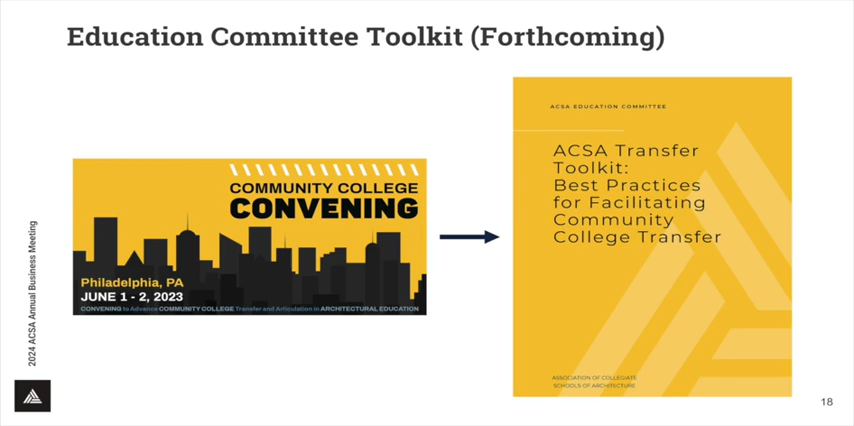 Education Committee Toolkit (Forthcoming)
COMMUNITY COLLEGE
CONVENING
Philadelphia, PA
JUNE 1 - 2, 2023
CONVENING to Advance COMMUNITY COLLEGE Transfer and Articulation in ARCHITECTURAL EDUCATION
ACSA EDUCATION COMMITTEE
ACSA Transfer
Toolkit:
Best Practices
for Facilitating
Community
College Transfer
ASSOCIATION OF COLLEGIATE
SCHOOLS OF ARCHITECTURE
2024 ACSA Annual Business Meeting
18